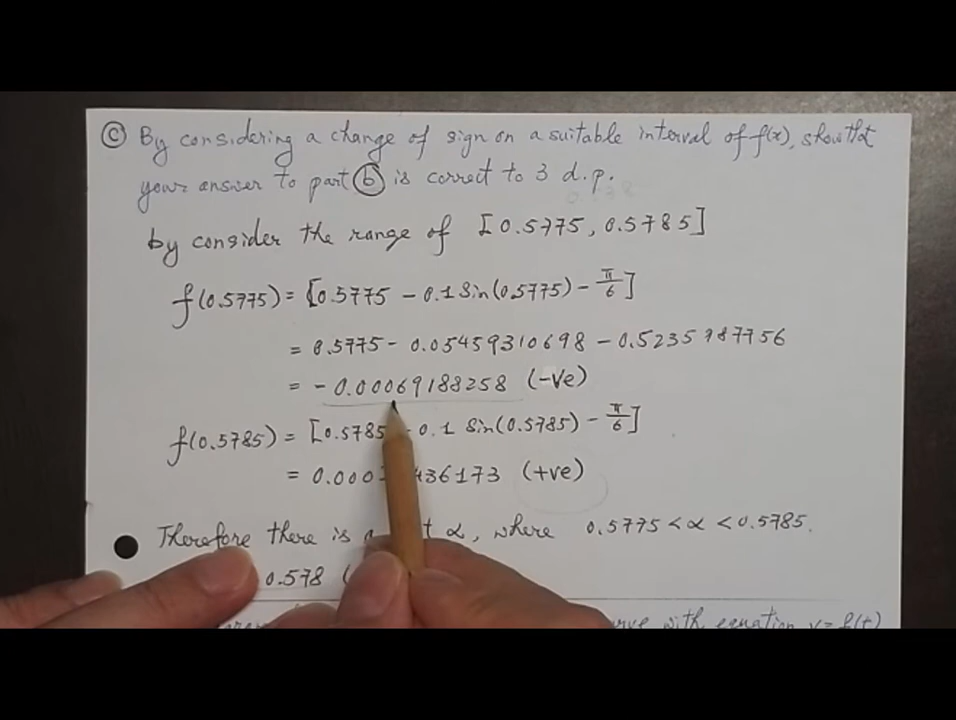 ⓒ By considering a change of sign on a suitable interval of f(x), show that
your answer to part ⓑ is correct to 3 d.p.
by consider the range of [0.5775, 0.5785]
f(0.5775) = [0.5775 - 0.1 Sin(0.5775) - π/6]
= 0.5775 - 0.05459310698 - 0.5235987756
= -0.00069188258 (-ve)
f(0.5785) = [0.5785 - 0.1 Sin(0.5785) - π/6]
= 0.000 436173 (+ve)
Therefore there is a α, where 0.5775 < α < 0.5785.
0.578 (
curve with equation v = f(t)